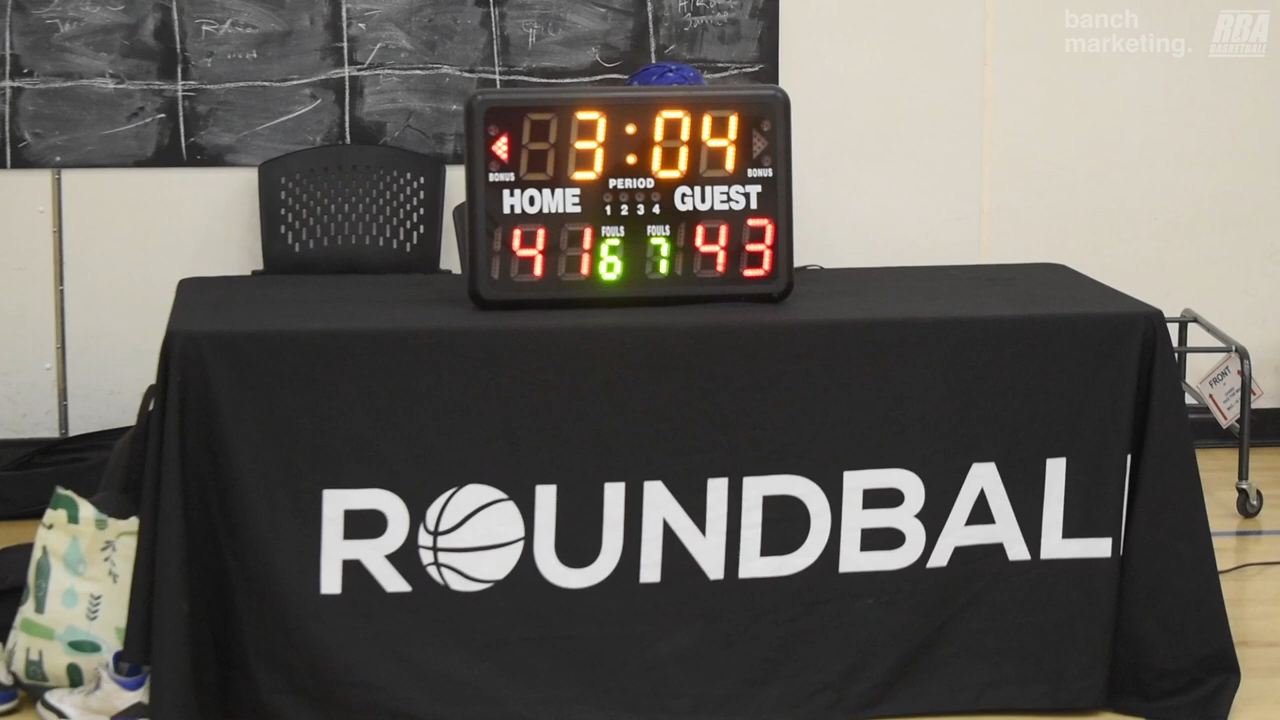 banch
marketing.
RBA
BASKETBALL
3:04
BONUS
BONUS
PERIOD
HOME
GUEST
1 2 3 4
FOULS
FOULS
41
6
7
43
FRONT
ROUNDBAL